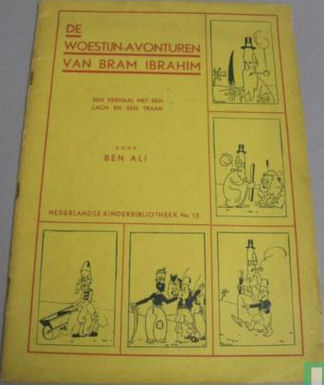 DE
WOESTIJN-AVONTUREN
VAN BRAM IBRAHIM
EEN VERHAAL MET EEN
LACH EN EEN TRAAN
DOOR
BEN ALI
NEDERLANDSE KINDERBIBLIOTHEEK No. 13